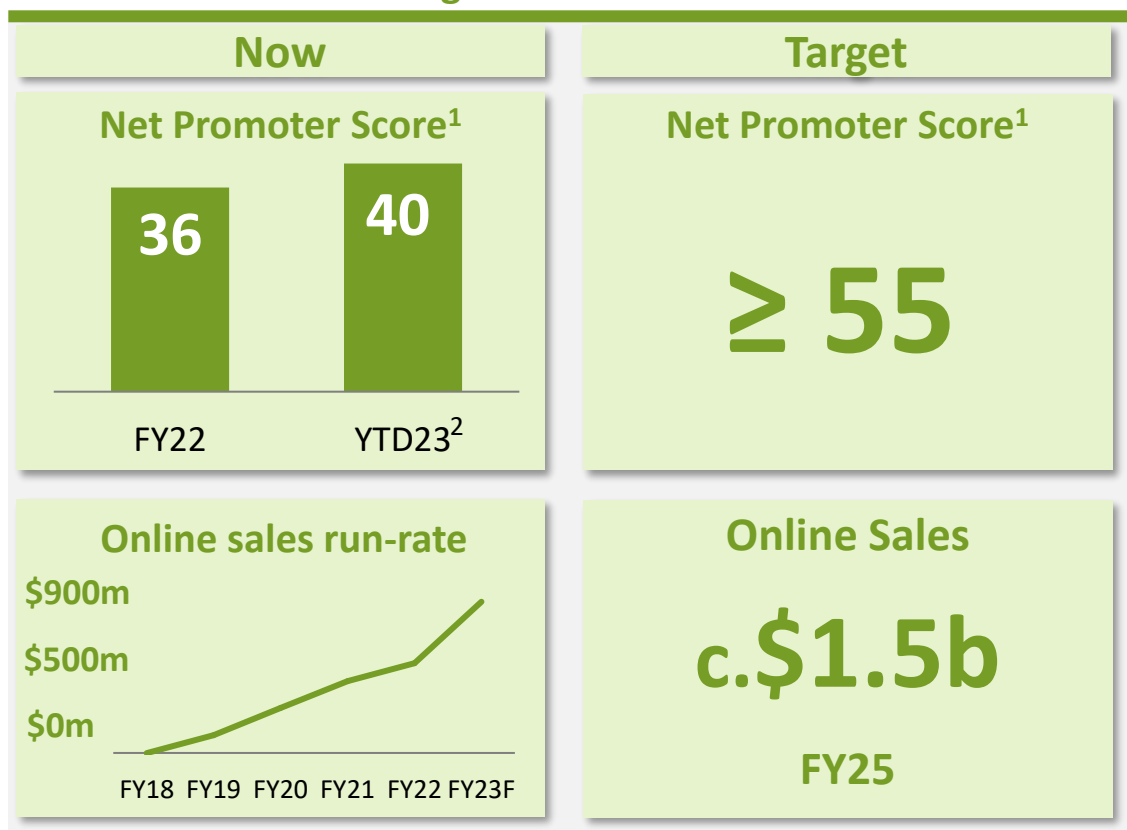 Now
Target
Net Promoter Score1
36
40
FY22
YTD232
Net Promoter Score1
≥ 55
Online sales run-rate
$900m
$500m
$0m
FY18 FY19 FY20 FY21 FY22 FY23F
Online Sales
c.$1.5b
FY25